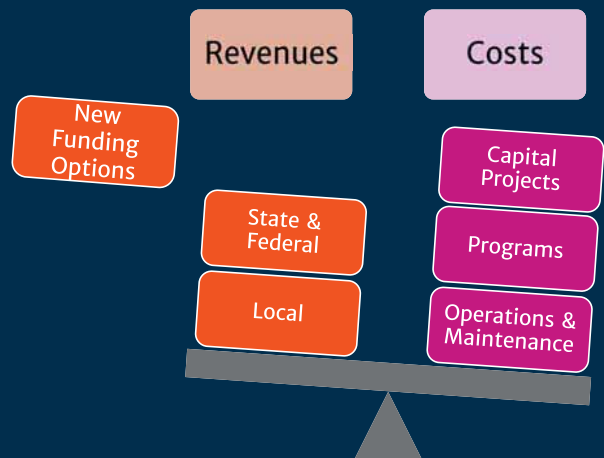 Revenues
Costs
New
Funding
Options
State &
Federal
Local
Capital
Projects
Programs
Operations &
Maintenance